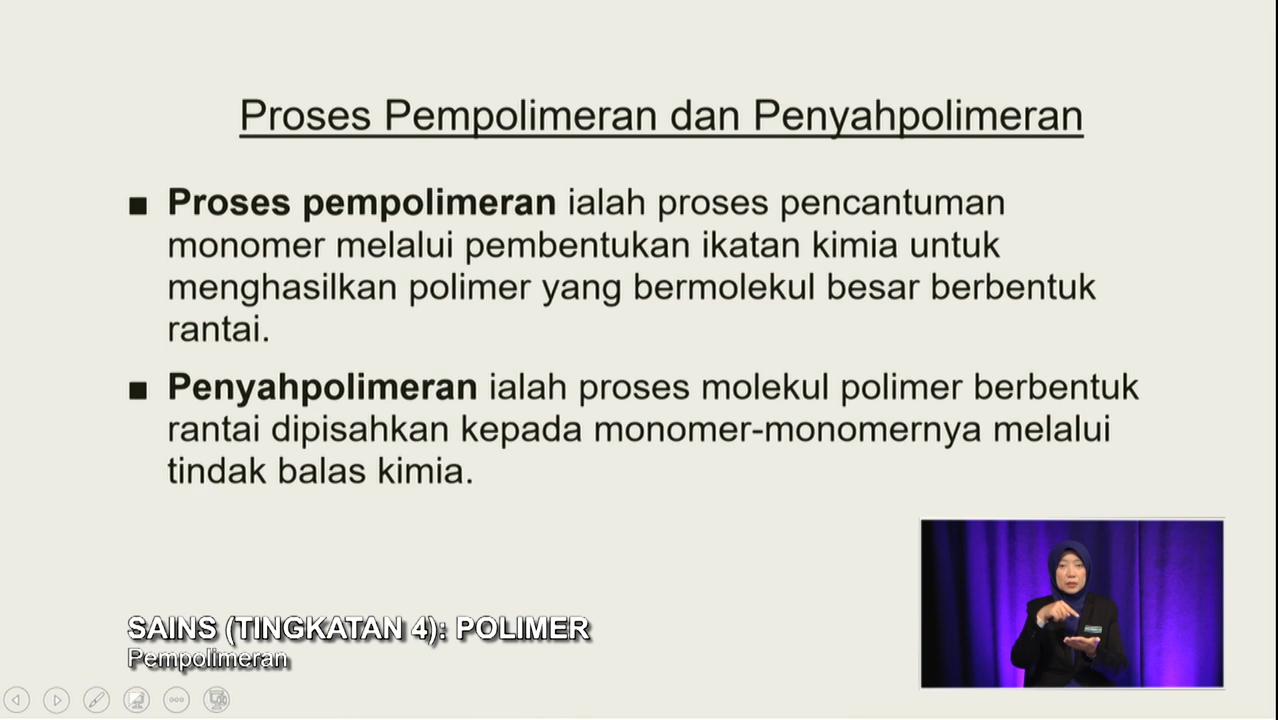 Proses Pempolimeran dan Penyahpolimeran
■ Proses pempolimeran ialah proses pencantuman
monomer melalui pembentukan ikatan kimia untuk
menghasilkan polimer yang bermolekul besar berbentuk
rantai.
■ Penyahpolimeran ialah proses molekul polimer berbentuk
rantai dipisahkan kepada monomer-monomernya melalui
tindak balas kimia.
SAINS (TINGKATAN 4): POLIMER
Pempolimeran